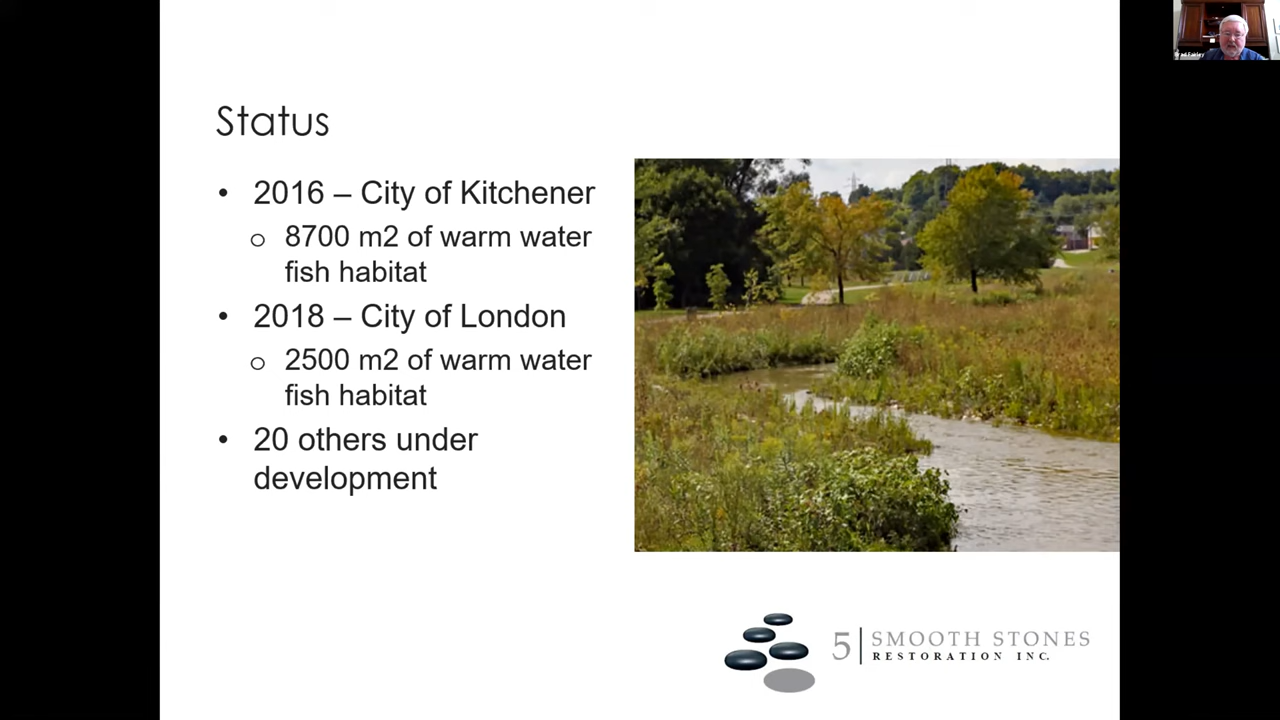 Status
• 2016 – City of Kitchener
o 8700 m2 of warm water
fish habitat
• 2018 – City of London
o 2500 m2 of warm water
fish habitat
• 20 others under
development
5 | SMOOTH STONES
RESTORATION INC.